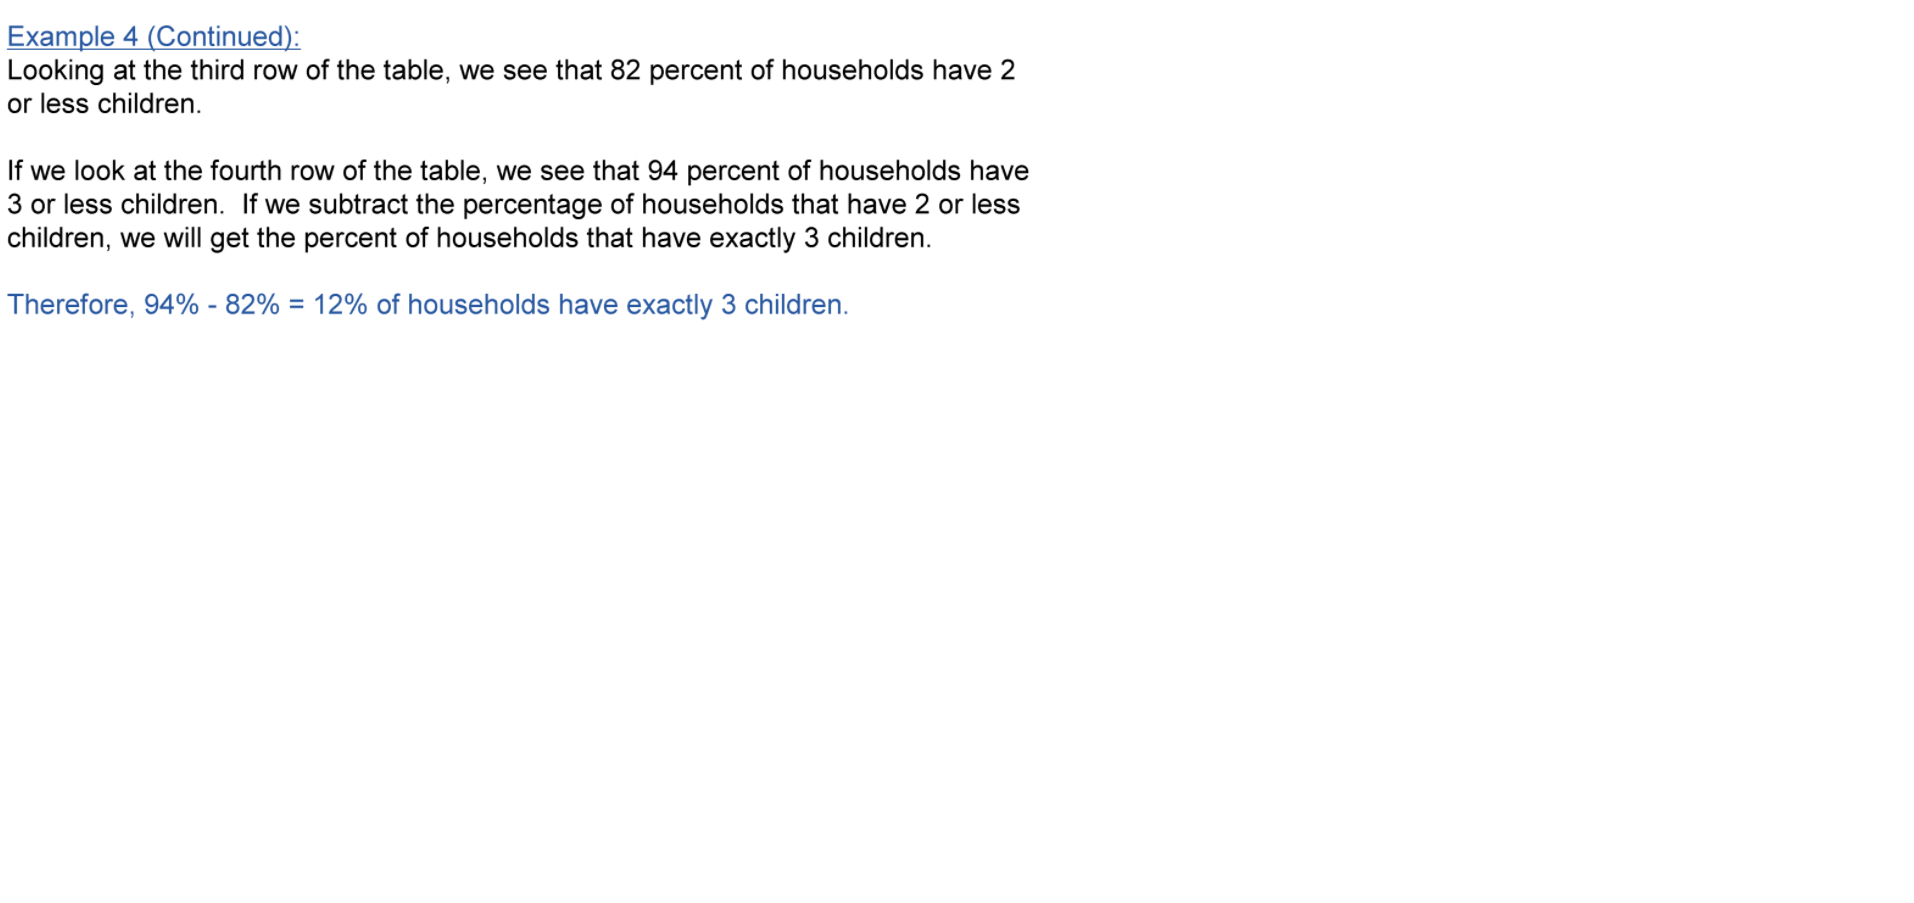 Example 4 (Continued):
Looking at the third row of the table, we see that 82 percent of households have 2
or less children.
If we look at the fourth row of the table, we see that 94 percent of households have
3 or less children.  If we subtract the percentage of households that have 2 or less
children, we will get the percent of households that have exactly 3 children.
Therefore, 94% - 82% = 12% of households have exactly 3 children.